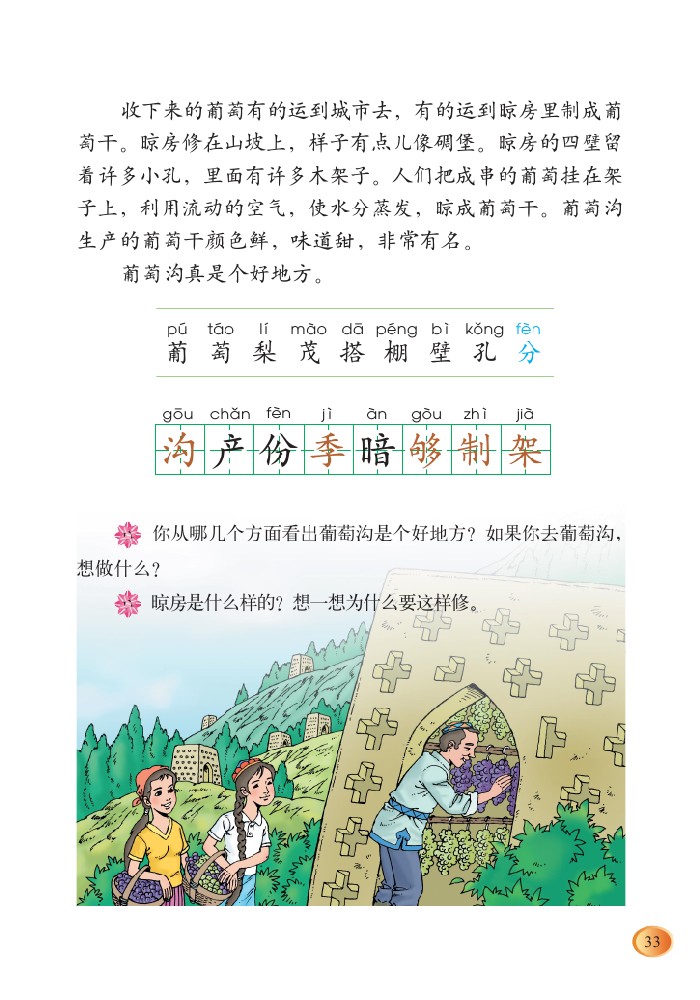 收下来的葡萄有的运到城市去，有的运到晾房里制成葡
萄干。晾房修在山坡上，样子有点儿像碉堡。晾房的四壁留
着许多小孔，里面有许多木架子。人们把成串的葡萄挂在架
子上，利用流动的空气，使水分蒸发，晾成葡萄干。葡萄沟
生产的葡萄干颜色鲜，味道甜，非常有名。
葡萄沟真是个好地方。
pú táo lí mào dā péng bì kǒng fèn
葡 萄 梨 茂 搭 棚 壁 孔 分
gōu chǎn fèn jì àn gòu zhì jià
沟 产 份 季 暗 够 制 架
你从哪几个方面看出葡萄沟是个好地方？如果你去葡萄沟，
想做什么？
晾房是什么样的？想一想为什么要这样修。
33